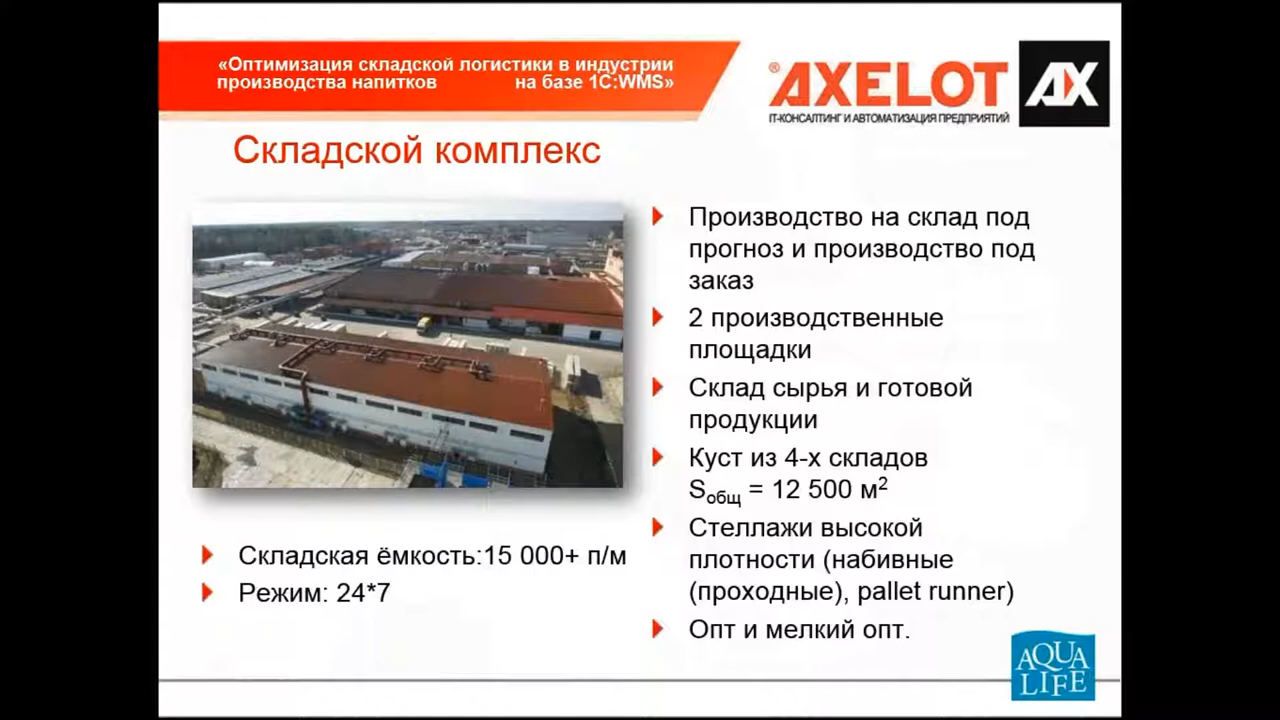 «Оптимизация складской логистики в индустрии
производства напитков на базе 1С:WMS»
®AXELOT
AX
IT-КОНСАЛТИНГ И АВТОМАТИЗАЦИЯ ПРЕДПРИЯТИЙ
Складской комплекс
Производство на склад под
прогноз и производство под
заказ
2 производственные
площадки
Склад сырья и готовой
продукции
Куст из 4-х складов
Sобщ = 12 500 м²
Стеллажи высокой
плотности (набивные
(проходные), pallet runner)
Опт и мелкий опт.
Складская ёмкость:15 000+ п/м
Режим: 24*7
AQUA
LIFE